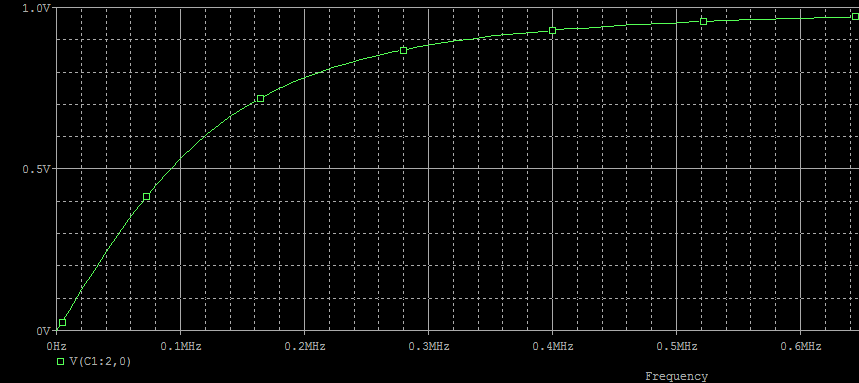 1.0V
0.5V
0V
0Hz 0.1MHz 0.2MHz 0.3MHz 0.4MHz 0.5MHz 0.6MHz
V(C1:2,0)
Frequency